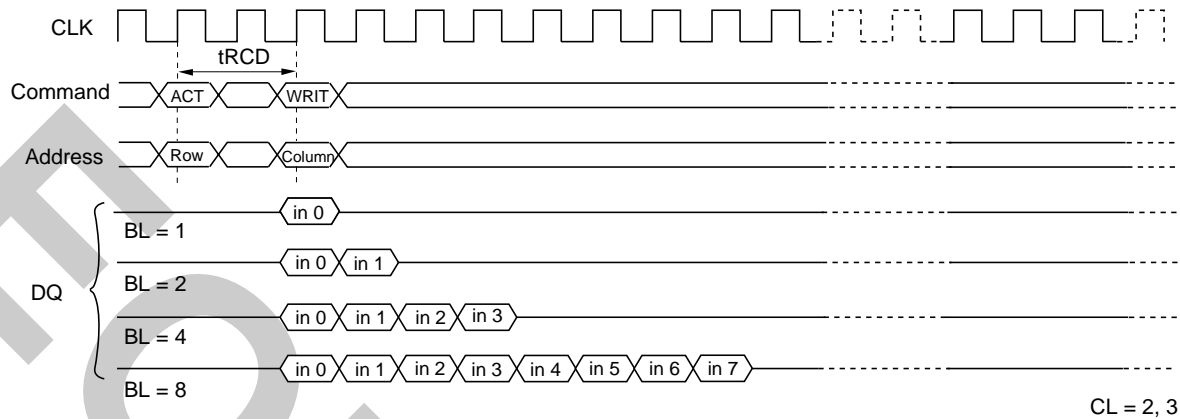 CLK
tRCD
Command ACT WRIT
Address Row Column
in 0
BL = 1
in 0 in 1
BL = 2
DQ
in 0 in 1 in 2 in 3
BL = 4
in 0 in 1 in 2 in 3 in 4 in 5 in 6 in 7
BL = 8
CL = 2, 3